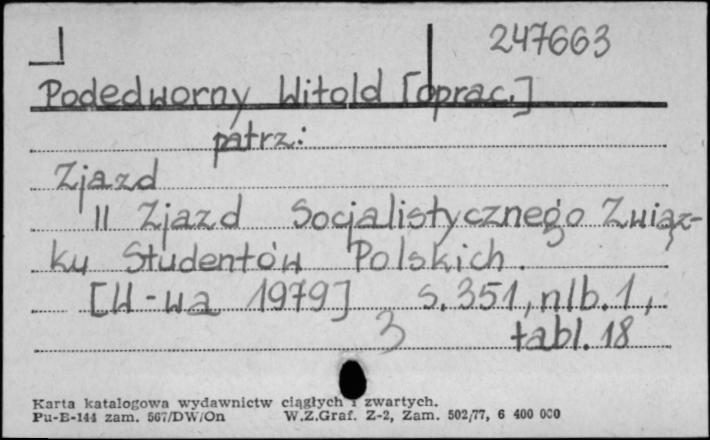 247663
Podedworny Witold [oprac.]
patrz:
Zjazd
II Zjazd Socjalistycznego Związ-
ku Studentów Polskich.
[W-wa 1979] s. 351, nlb. 1,
3 tabl. 18
Karta katalogowa wydawnictw ciągłych i zwartych.
Pu-E-144 zam. 567/DW/On W.Z.Graf. Z-2, Zam. 502/77, 6 400 000